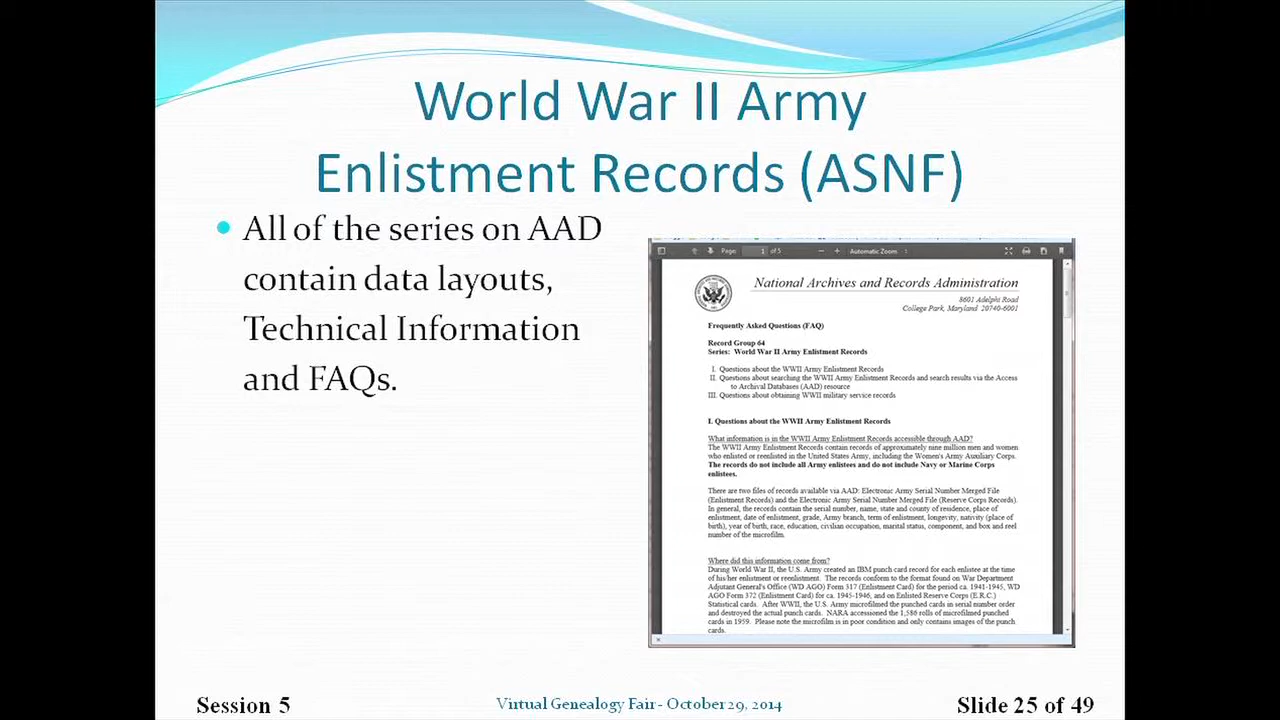 World War II Army
Enlistment Records (ASNF)
All of the series on AAD
contain data layouts,
Technical Information
and FAQs.
Page: 1 of 5 Automatic Zoom
National Archives and Records Administration
8601 Adelphi Road
College Park, Maryland 20740-6001
Frequently Asked Questions (FAQ)
Record Group 64
Series: World War II Army Enlistment Records
I. Questions about the WWII Army Enlistment Records
II. Questions about searching the WWII Army Enlistment Records and search results via the Access
to Archival Databases (AAD) resource
III. Questions about obtaining WWII military service records
I. Questions about the WWII Army Enlistment Records
What information is in the WWII Army Enlistment Records accessible through AAD?
The WWII Army Enlistment Records contain records of approximately nine million men and women
who enlisted or reenlisted in the United States Army, including the Women's Army Auxiliary Corps.
The records do not include all Army enlistees and do not include Navy or Marine Corps
enlistees.
There are two files of records available via AAD: Electronic Army Serial Number Merged File
(Enlistment Records) and the Electronic Army Serial Number Merged File (Reserve Corps Records).
In general, the records contain the serial number, name, state and county of residence, place of
enlistment, date of enlistment, grade, Army branch, term of enlistment, longevity, nativity (place of
birth), year of birth, race, education, civilian occupation, marital status, component, and box and reel
number of the microfilm.
Where did this information come from?
During World War II, the U.S. Army created an IBM punch card record for each enlistee at the time
of his/her enlistment or reenlistment. The records conform to the format found on War Department
Adjutant General's Office (WD AGO) Form 317 (Enlistment Card) for the period ca. 1941-1945, WD
AGO Form 372 (Enlistment Card) for ca. 1945-1946, and on Enlisted Reserve Corps (E.R.C.)
Statistical cards. After WWII, the U.S. Army microfilmed the punched cards in serial number order
and destroyed the actual punch cards. NARA accessioned the 1,586 rolls of microfilmed punched
cards in 1959. Please note the microfilm is in poor condition and only contains images of the punch
cards.
Session 5
Virtual Genealogy Fair - October 29, 2014
Slide 25 of 49